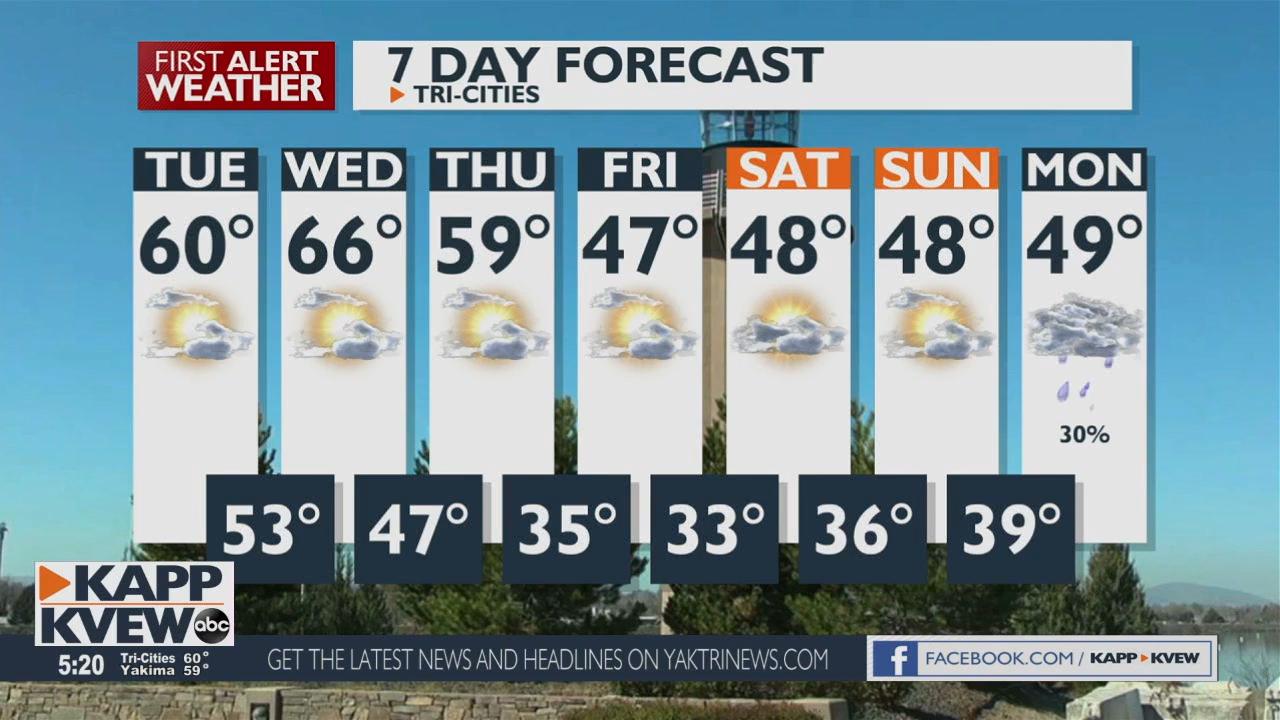 FIRST ALERT
WEATHER
7 DAY FORECAST
TRI-CITIES
TUE WED THU FRI SAT SUN MON
60° 66° 59° 47° 48° 48° 49°
30%
53° 47° 35° 33° 36° 39°
KAPP
KVEW abc
5:20
Tri-Cities 60°
Yakima 59°
GET THE LATEST NEWS AND HEADLINES ON YAKTRINEWS.COM
f FACEBOOK.COM / KAPP KVEW